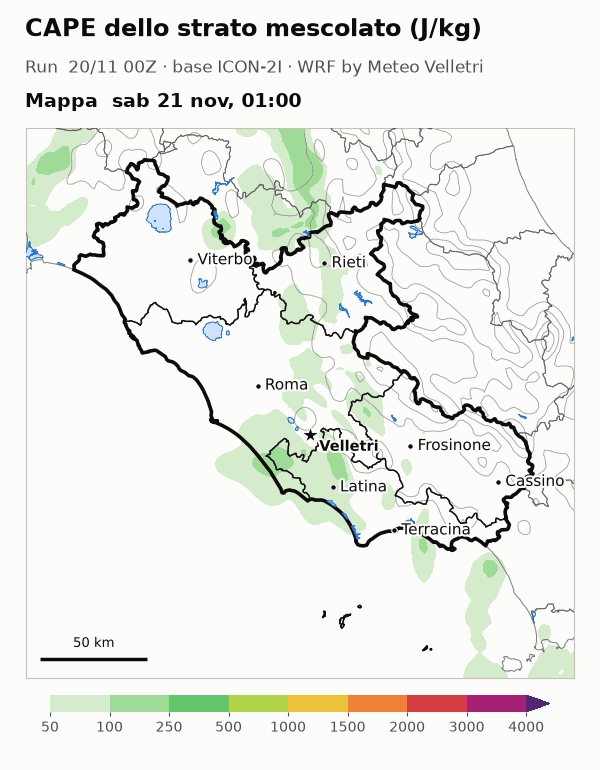 CAPE dello strato mescolato (J/kg)
Run  20/11 00Z · base ICON-2I · WRF by Meteo Velletri
Mappa  sab 21 nov, 01:00
Viterbo
Rieti
Roma
Velletri
Frosinone
Latina
Cassino
Terracina
50 km
50 100 250 500 1000 1500 2000 3000 4000